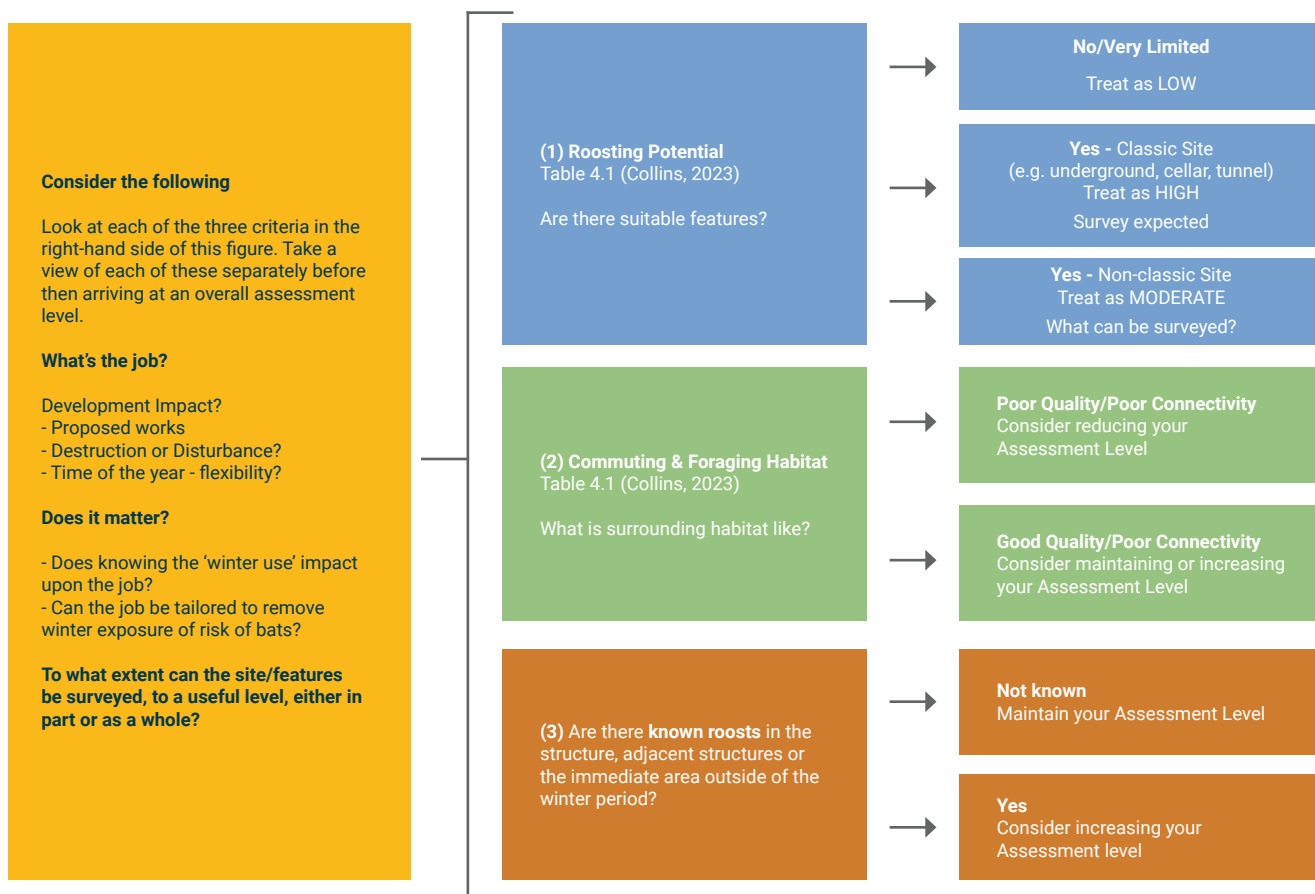 Consider the following
Look at each of the three criteria in the
right-hand side of this figure. Take a
view of each of these separately before
then arriving at an overall assessment
level.
What's the job?
Development Impact?
- Proposed works
- Destruction or Disturbance?
- Time of the year - flexibility?
Does it matter?
- Does knowing the ‘winter use’ impact
upon the job?
- Can the job be tailored to remove
winter exposure of risk of bats?
To what extent can the site/features
be surveyed, to a useful level, either in
part or as a whole?
(1) Roosting Potential
Table 4.1 (Collins, 2023)
Are there suitable features?
No/Very Limited
Treat as LOW
Yes - Classic Site
(e.g. underground, cellar, tunnel)
Treat as HIGH
Survey expected
Yes - Non-classic Site
Treat as MODERATE
What can be surveyed?
(2) Commuting & Foraging Habitat
Table 4.1 (Collins, 2023)
What is surrounding habitat like?
Poor Quality/Poor Connectivity
Consider reducing your
Assessment Level
Good Quality/Poor Connectivity
Consider maintaining or increasing
your Assessment Level
(3) Are there known roosts in the
structure, adjacent structures or
the immediate area outside of the
winter period?
Not known
Maintain your Assessment Level
Yes
Consider increasing your
Assessment level